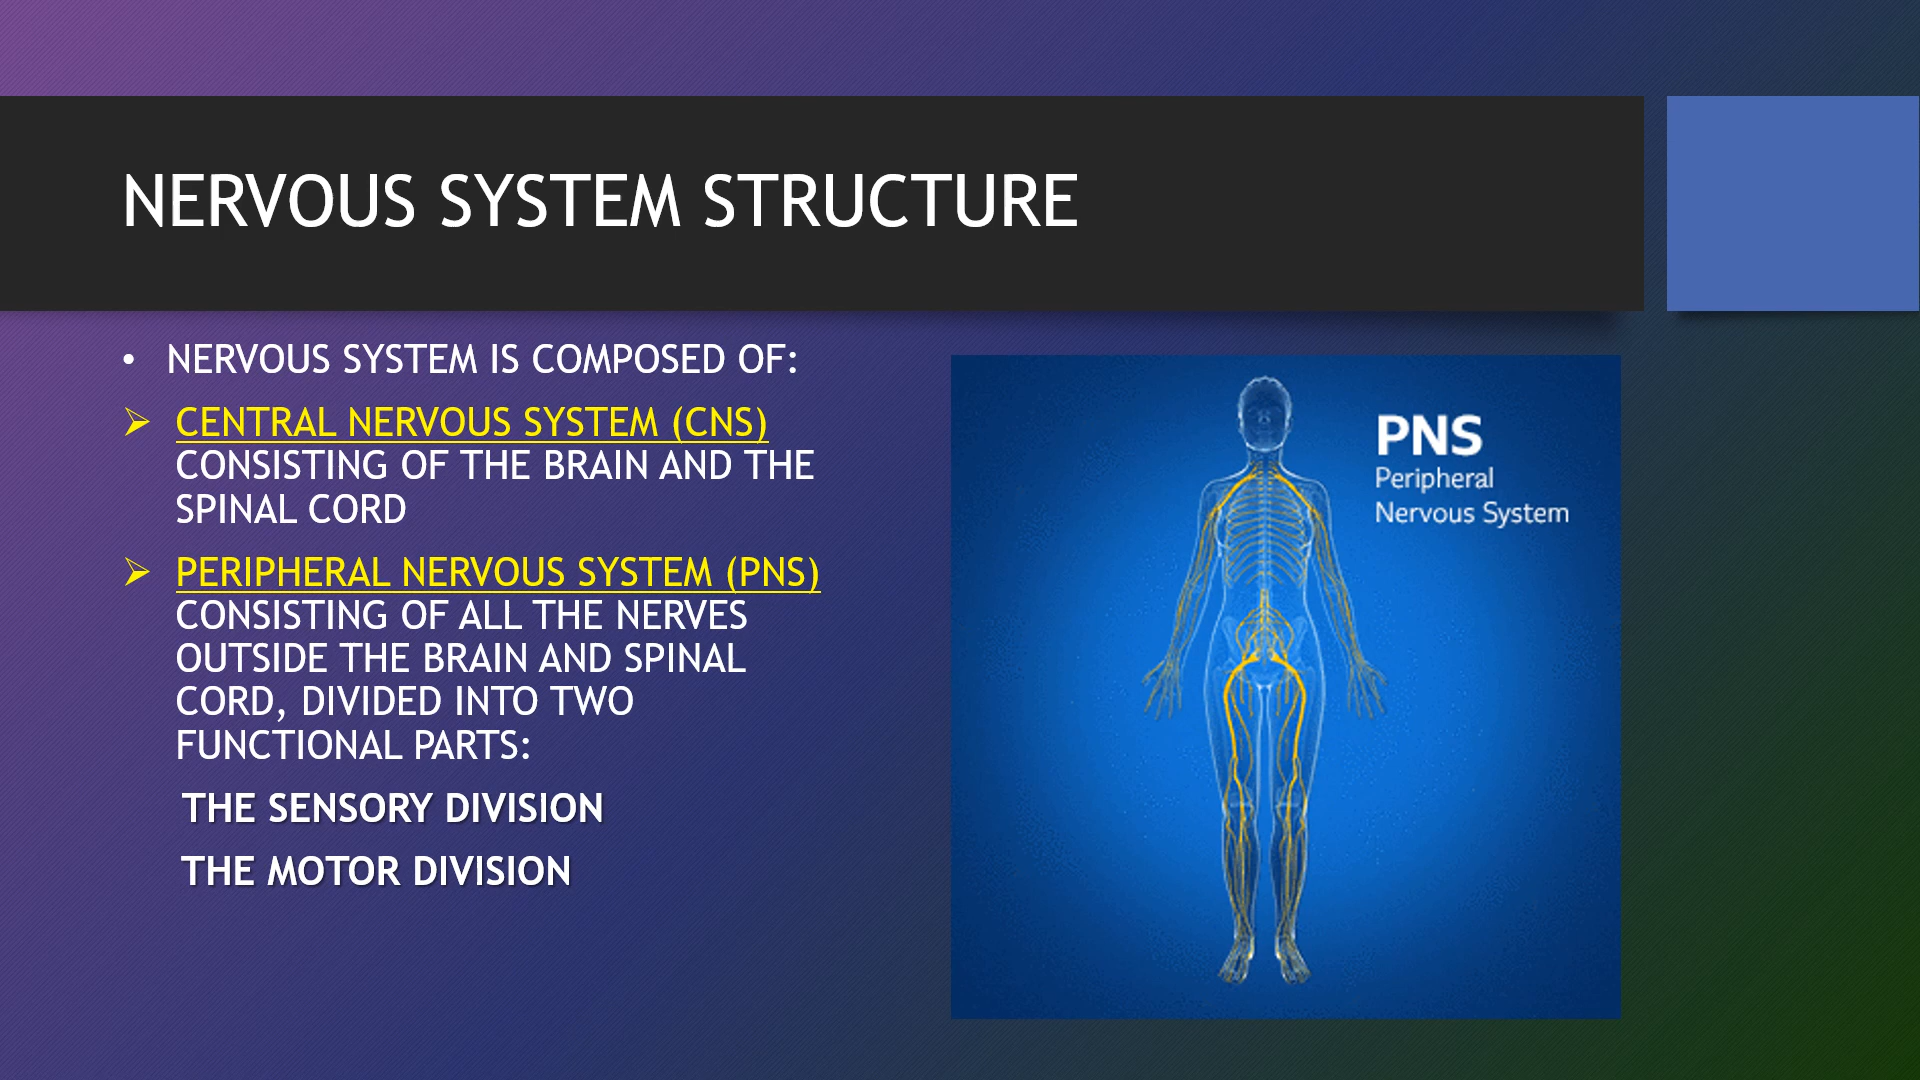 NERVOUS SYSTEM STRUCTURE
• NERVOUS SYSTEM IS COMPOSED OF:
➢ CENTRAL NERVOUS SYSTEM (CNS)
CONSISTING OF THE BRAIN AND THE
SPINAL CORD
➢ PERIPHERAL NERVOUS SYSTEM (PNS)
CONSISTING OF ALL THE NERVES
OUTSIDE THE BRAIN AND SPINAL
CORD, DIVIDED INTO TWO
FUNCTIONAL PARTS:
THE SENSORY DIVISION
THE MOTOR DIVISION
PNS
Peripheral
Nervous System